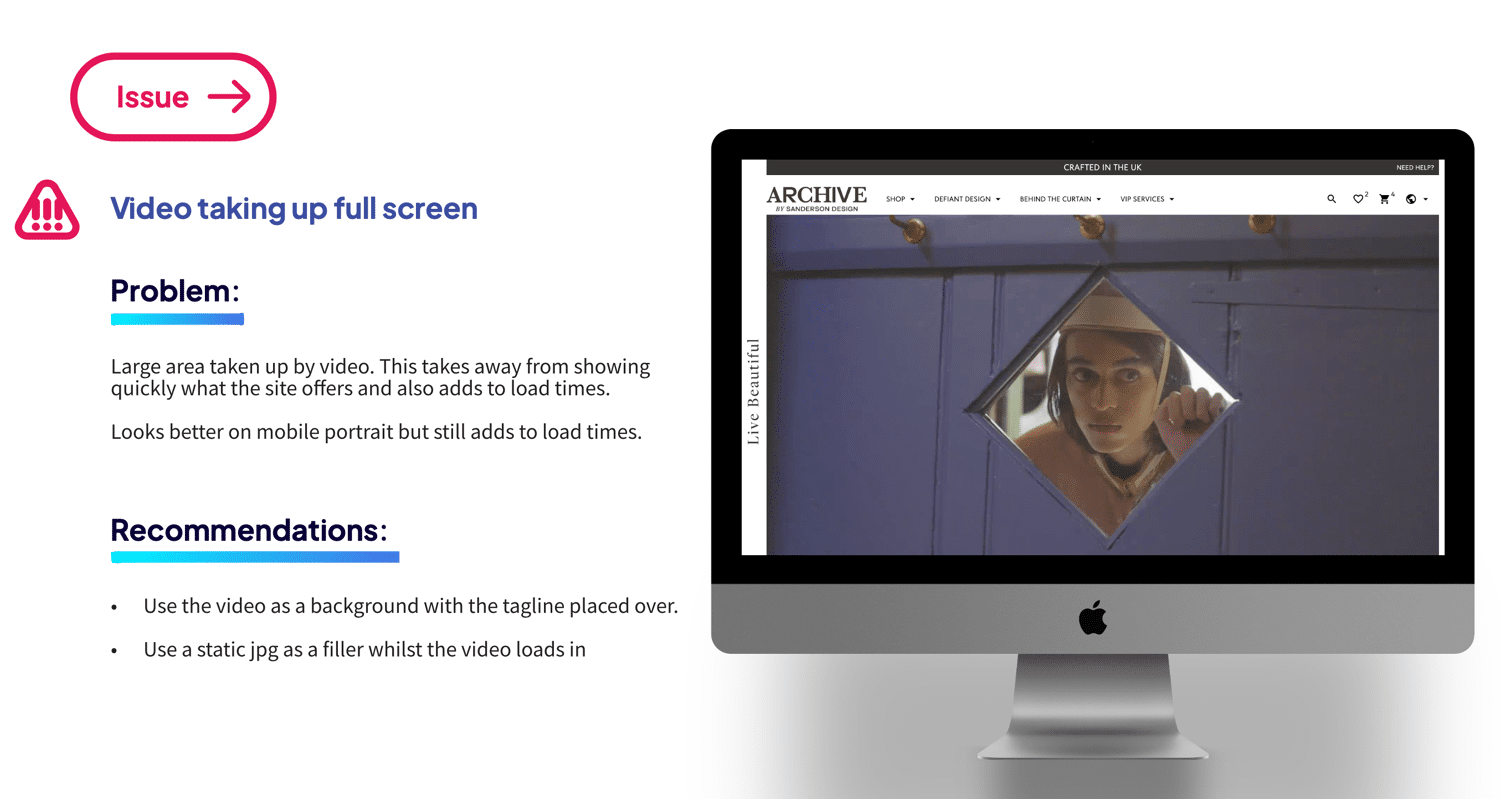 Issue
Video taking up full screen
Problem:
Large area taken up by video. This takes away from showing
quickly what the site offers and also adds to load times.
Looks better on mobile portrait but still adds to load times.
Recommendations:
• Use the video as a background with the tagline placed over.
• Use a static jpg as a filler whilst the video loads in
CRAFTED IN THE UK
NEED HELP?
ARCHIVE
BY SANDERSON DESIGN
SHOP
DEFIANT DESIGN
BEHIND THE CURTAIN
VIP SERVICES
2
4
Live Beautiful